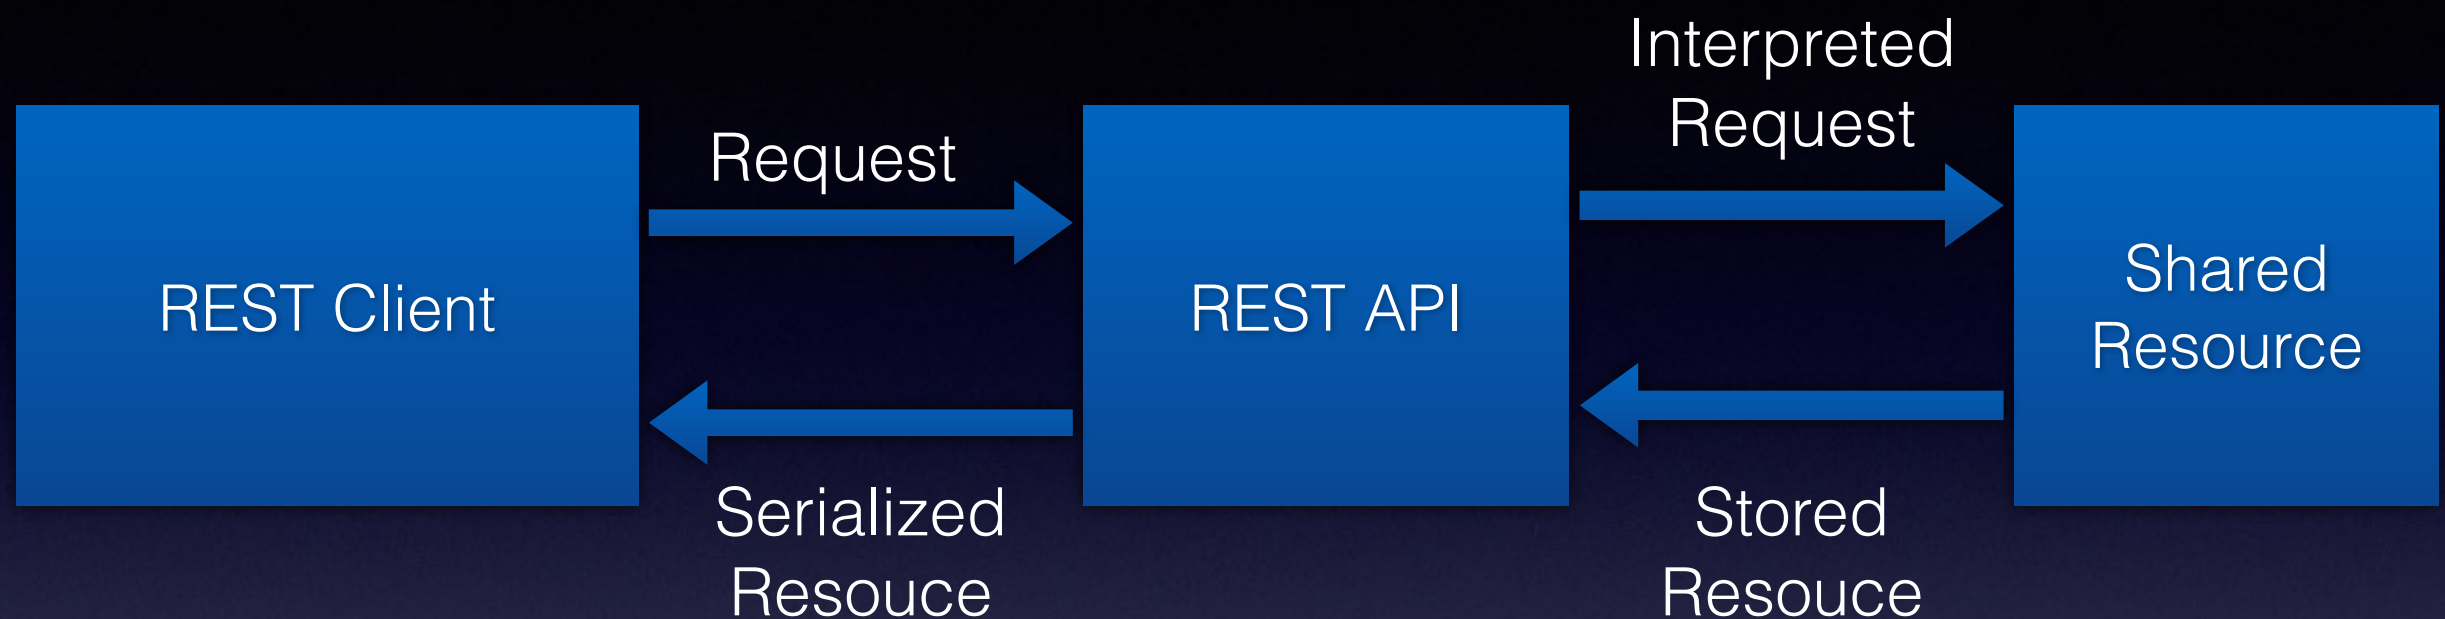 REST Client
Request
Serialized
Resouce
REST API
Interpreted
Request
Stored
Resouce
Shared
Resource